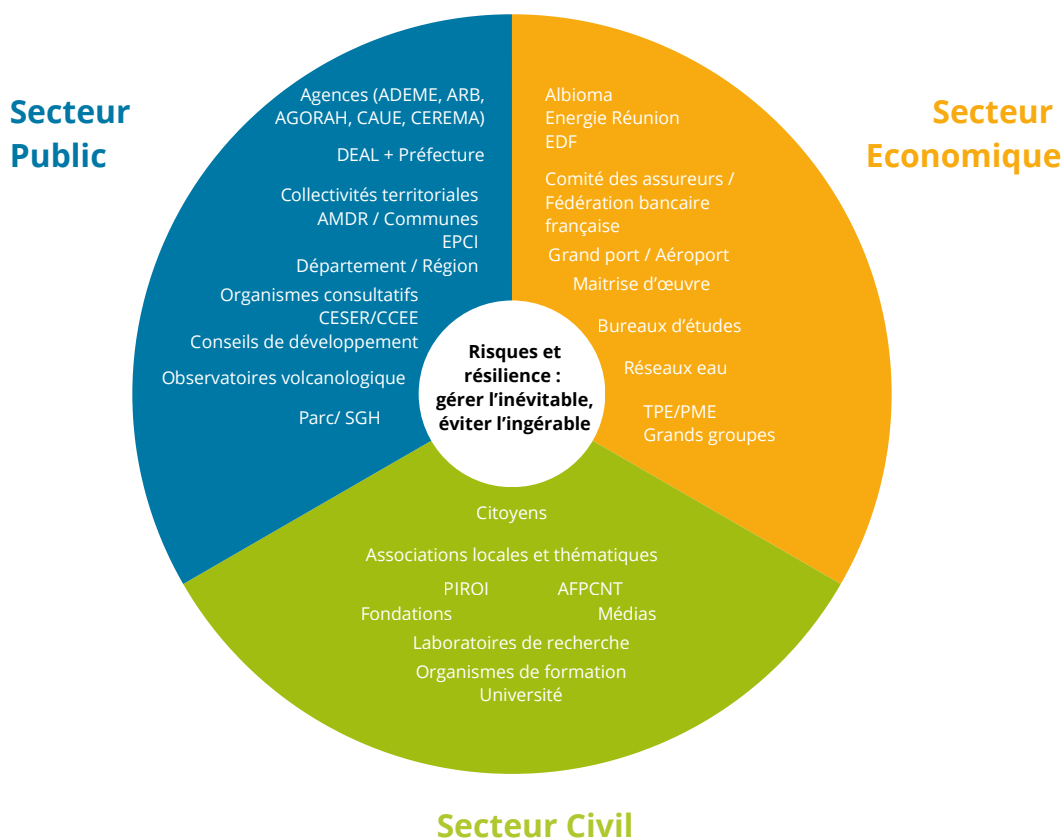 Secteur
Public
Agences (ADEME, ARB,
AGORAH, CAUE, CEREMA)
DEAL + Préfecture
Collectivités territoriales
AMDR / Communes
EPCI
Département / Région
Organismes consultatifs
CESER/CCEE
Conseils de développement
Observatoires volcanologique
Parc/ SGH
Secteur
Economique
Albioma
Energie Réunion
EDF
Comité des assureurs /
Fédération bancaire
française
Grand port / Aéroport
Maitrise d’œuvre
Bureaux d’études
Réseaux eau
TPE/PME
Grands groupes
Risques et
résilience :
gérer l’inévitable,
éviter l’ingérable
Citoyens
Associations locales et thématiques
PIROI AFPCNT
Fondations Médias
Laboratoires de recherche
Organismes de formation
Université
Secteur Civil